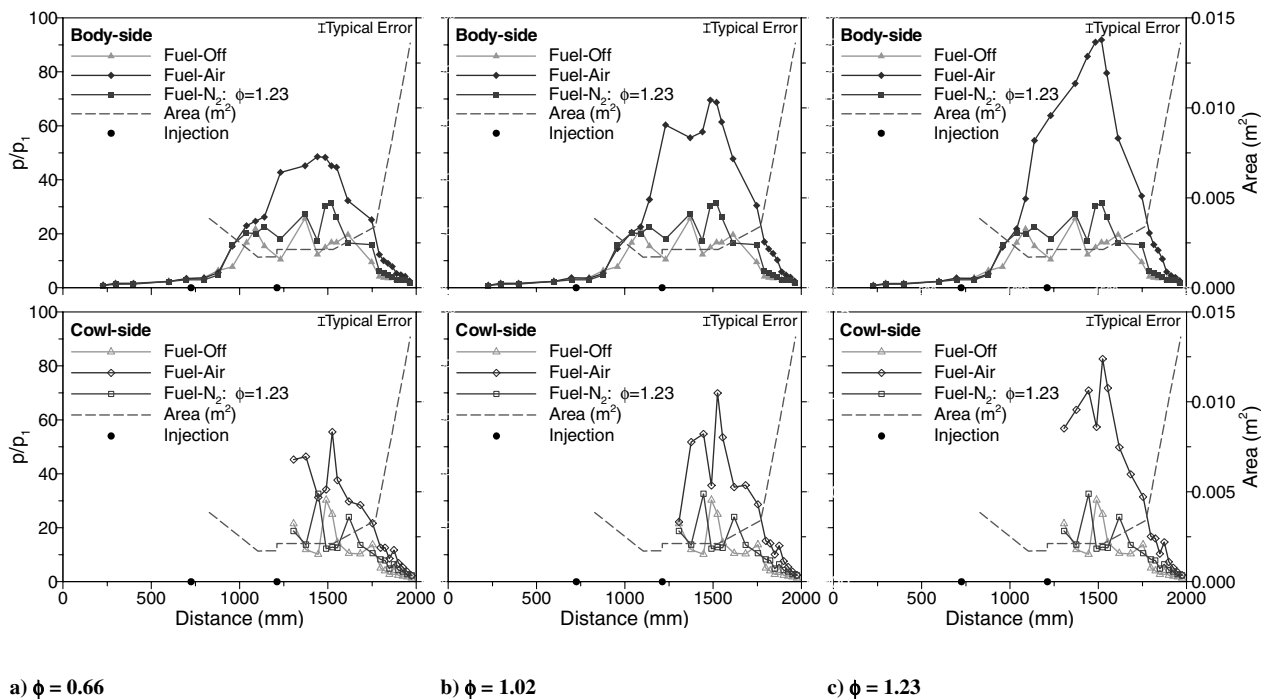 100 80 60 40 20 0
p/p₁
Typical Error
Body-side
Fuel-Off
Fuel-Air
Fuel-N₂: ϕ=1.23
Area (m²)
Injection
Typical Error
Body-side
Fuel-Off
Fuel-Air
Fuel-N₂: ϕ=1.23
Area (m²)
Injection
Typical Error
Body-side
Fuel-Off
Fuel-Air
Fuel-N₂: ϕ=1.23
Area (m²)
Injection
0.015 0.010 0.005 0.000
Area (m²)
100 80 60 40 20 0
p/p₁
Typical Error
Cowl-side
Fuel-Off
Fuel-Air
Fuel-N₂: ϕ=1.23
Area (m²)
Injection
0 500 1000 1500 2000
Distance (mm)
Typical Error
Cowl-side
Fuel-Off
Fuel-Air
Fuel-N₂: ϕ=1.23
Area (m²)
Injection
0 500 1000 1500 2000
Distance (mm)
Typical Error
Cowl-side
Fuel-Off
Fuel-Air
Fuel-N₂: ϕ=1.23
Area (m²)
Injection
0 500 1000 1500 2000
Distance (mm)
0.015 0.010 0.005 0.000
Area (m²)
a) ϕ = 0.66
b) ϕ = 1.02
c) ϕ = 1.23